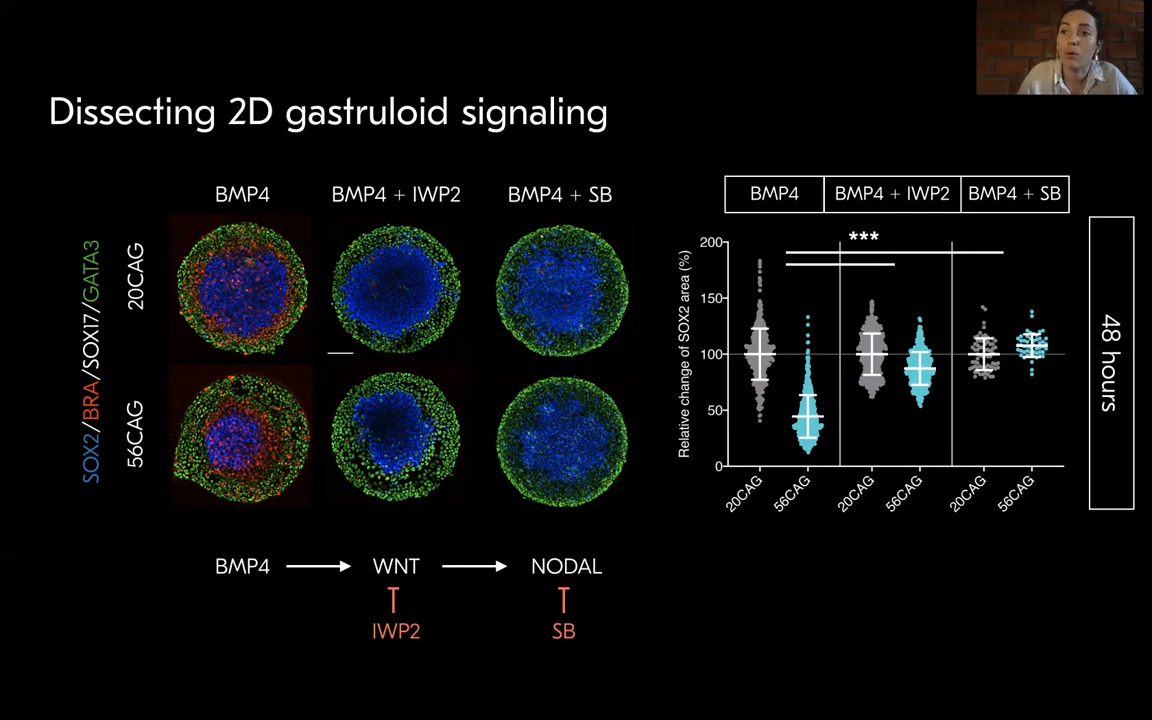 Dissecting 2D gastruloid signaling
BMP4
BMP4 + IWP2
BMP4 + SB
SOX2/BRA/SOX17/GATA3
20CAG
56CAG
BMP4
WNT
NODAL
IWP2
SB
BMP4
BMP4 + IWP2
BMP4 + SB
Relative change of SOX2 area (%)
200
150
100
50
0
***
20CAG
56CAG
20CAG
56CAG
20CAG
56CAG
48 hours